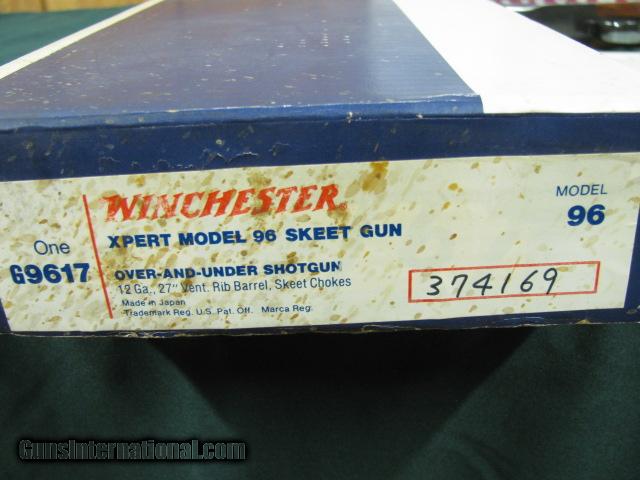 WINCHESTER
XPERT MODEL 96 SKEET GUN
MODEL
96
One
G9617
OVER-AND-UNDER SHOTGUN
12 Ga., 27" Vent. Rib Barrel, Skeet Chokes
Made in Japan
Trademark Reg. U.S. Pat. Off. Marca Reg.
374169
GunsInternational.com